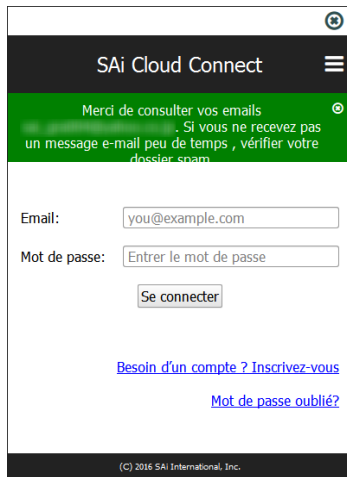 SAi Cloud Connect
Merci de consulter vos emails
. Si vous ne recevez pas
un message e-mail peu de temps , vérifier votre
dossier spam
Email:
you@example.com
Mot de passe:
Entrer le mot de passe
Se connecter
Besoin d'un compte ? Inscrivez-vous
Mot de passe oublié?
(C) 2016 SAi International, Inc.